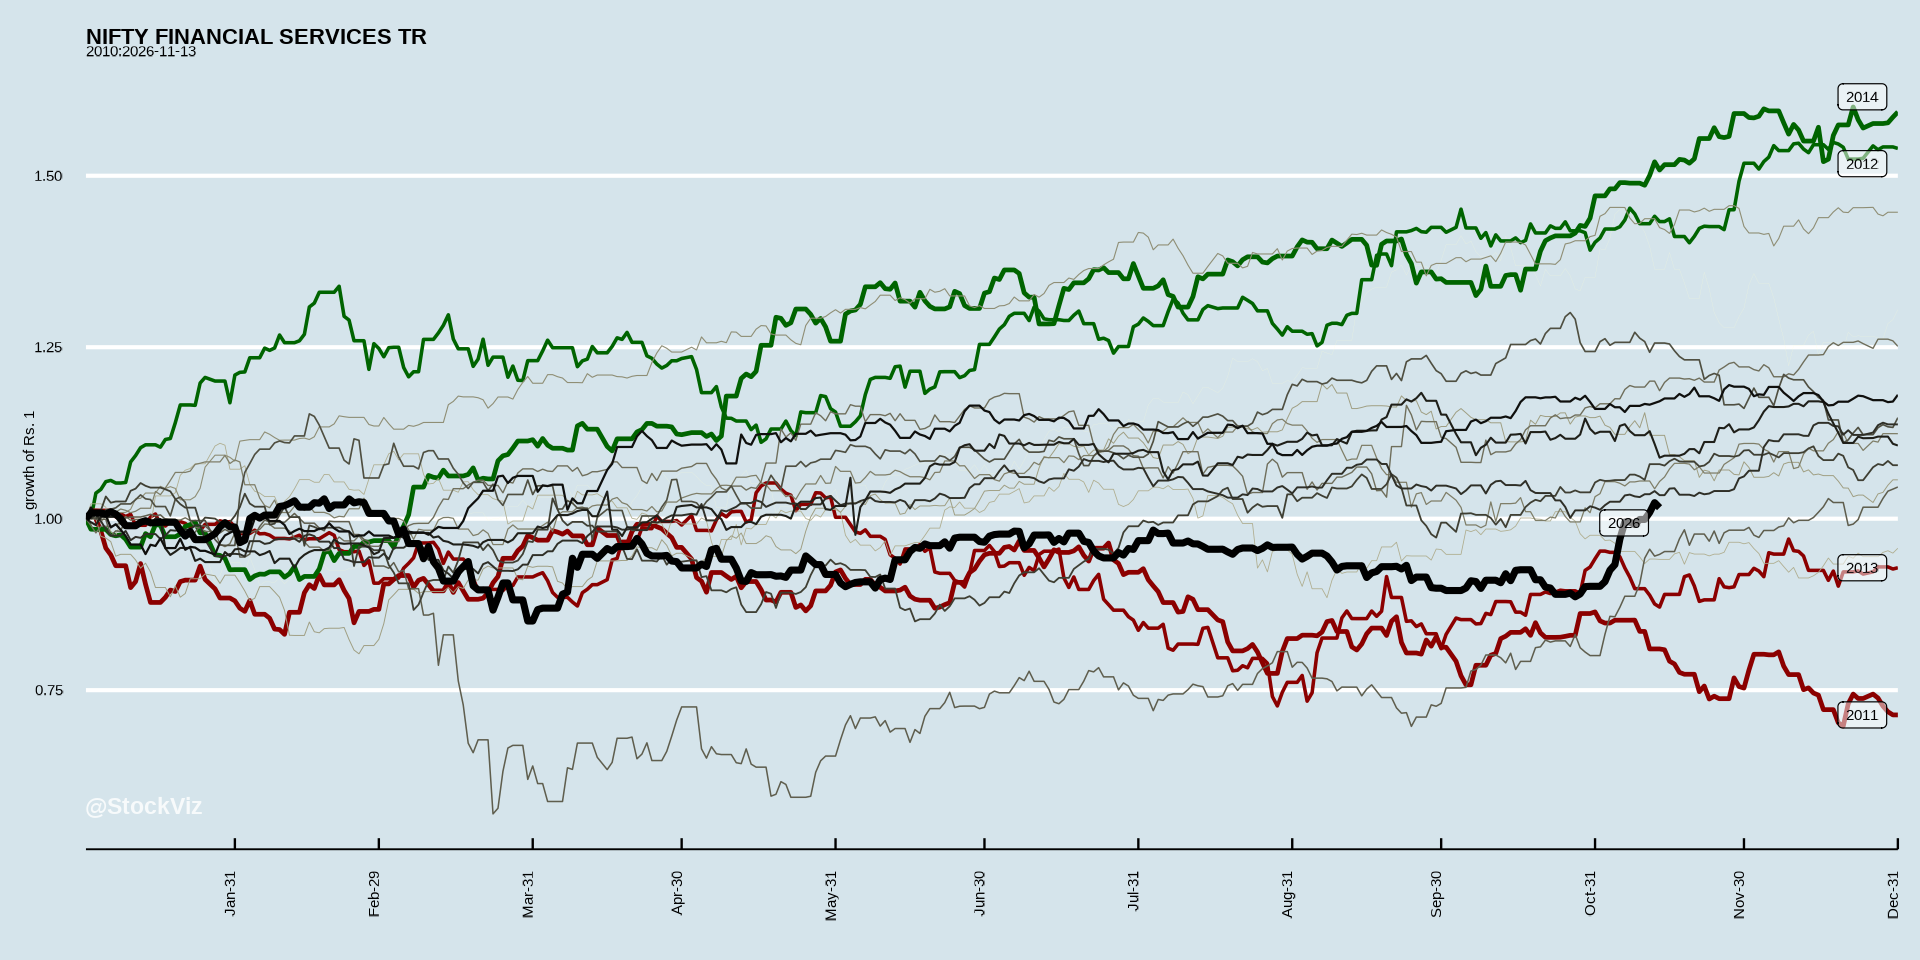 NIFTY FINANCIAL SERVICES TR
2010:2026-11-13
2014
2012
1.50
1.25
growth of Rs. 1
1.00
2026
2013
0.75
2011
@StockViz
Jan-31
Feb-29
Mar-31
Apr-30
May-31
Jun-30
Jul-31
Aug-31
Sep-30
Oct-31
Nov-30
Dec-31